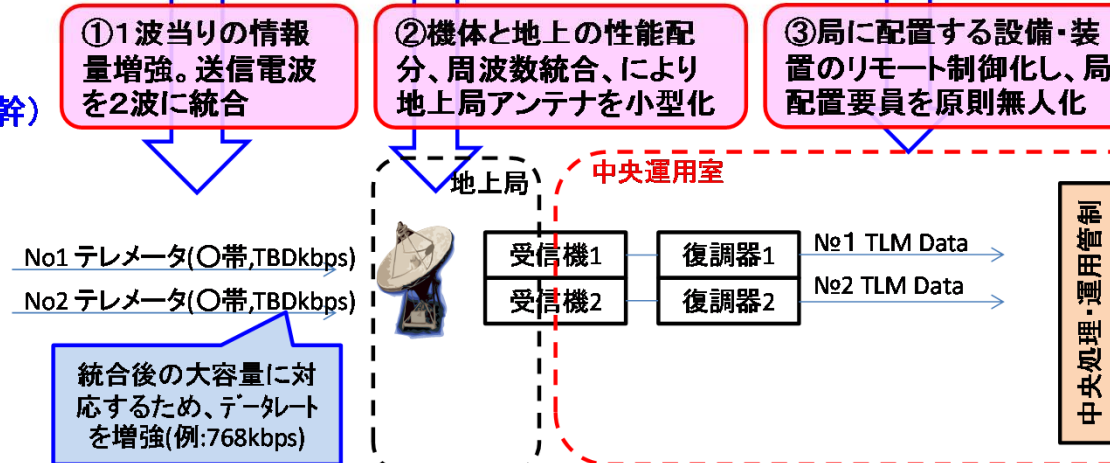 ①1波当りの情報
量増強。送信電波
を2波に統合
②機体と地上の性能配
分、周波数統合、により
地上局アンテナを小型化
③局に配置する設備・装
置のリモート制御化し、局
配置要員を原則無人化
幹)
地上局
中央運用室
No1 テレメータ(〇帯,TBDkbps)
No2 テレメータ(〇帯,TBDkbps)
受信機1
受信機2
復調器1
復調器2
№1 TLM Data
№2 TLM Data
中央処理・運用管制
統合後の大容量に対
応するため、データレート
を増強(例:768kbps)